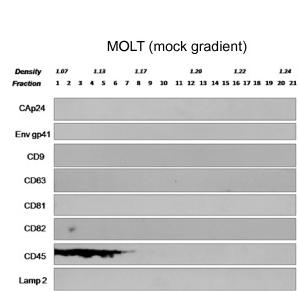 MOLT (mock gradient)
Density 1.07 1.13 1.17 1.20 1.22 1.24
Fraction 1 2 3 4 5 6 7 8 9 10 11 12 13 14 15 16 17 18 19 20 21
CAp24
Env gp41
CD9
CD63
CD81
CD82
CD45
Lamp 2